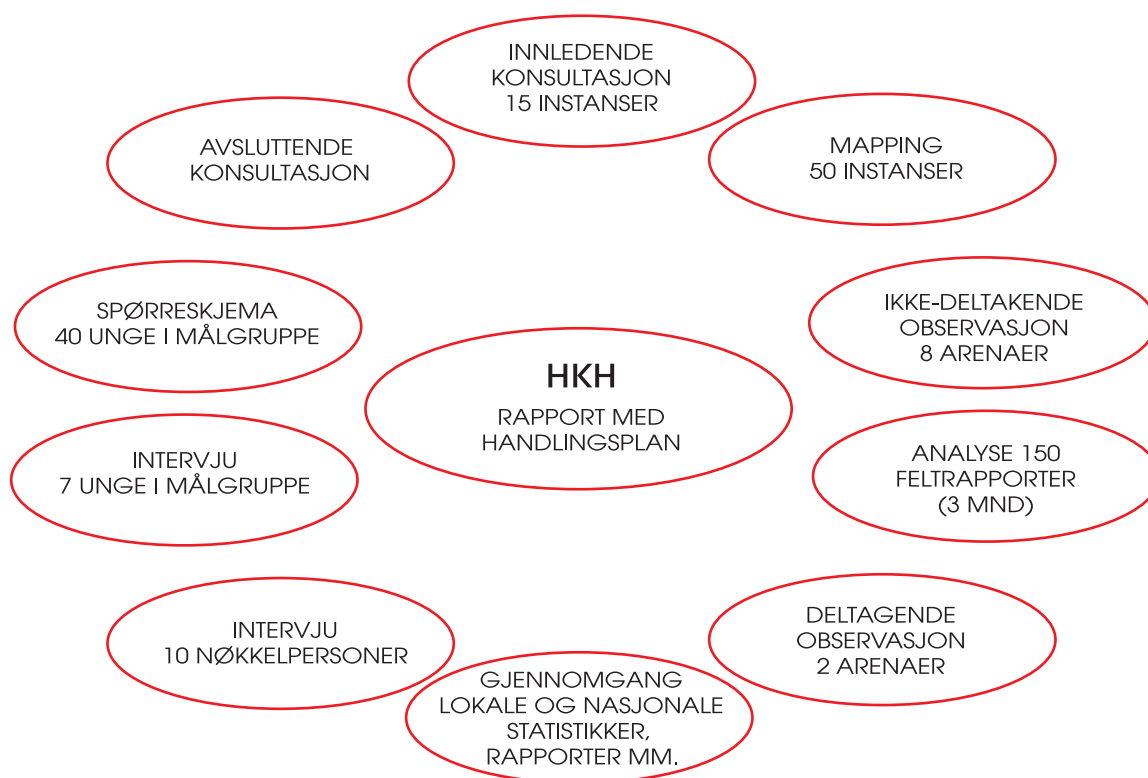 INNLEDENDE
KONSULTASJON
15 INSTANSER
AVSLUTTENDE
KONSULTASJON
MAPPING
50 INSTANSER
SPØRRESKJEMA
40 UNGE I MÅLGRUPPE
IKKE-DELTAKENDE
OBSERVASJON
8 ARENAER
HKH
RAPPORT MED
HANDLINGSPLAN
INTERVJU
7 UNGE I MÅLGRUPPE
ANALYSE 150
FELTRAPPORTER
(3 MND)
INTERVJU
10 NØKKELPERSONER
DELTAGENDE
OBSERVASJON
2 ARENAER
GJENNOMGANG
LOKALE OG NASJONALE
STATISTIKKER,
RAPPORTER MM.